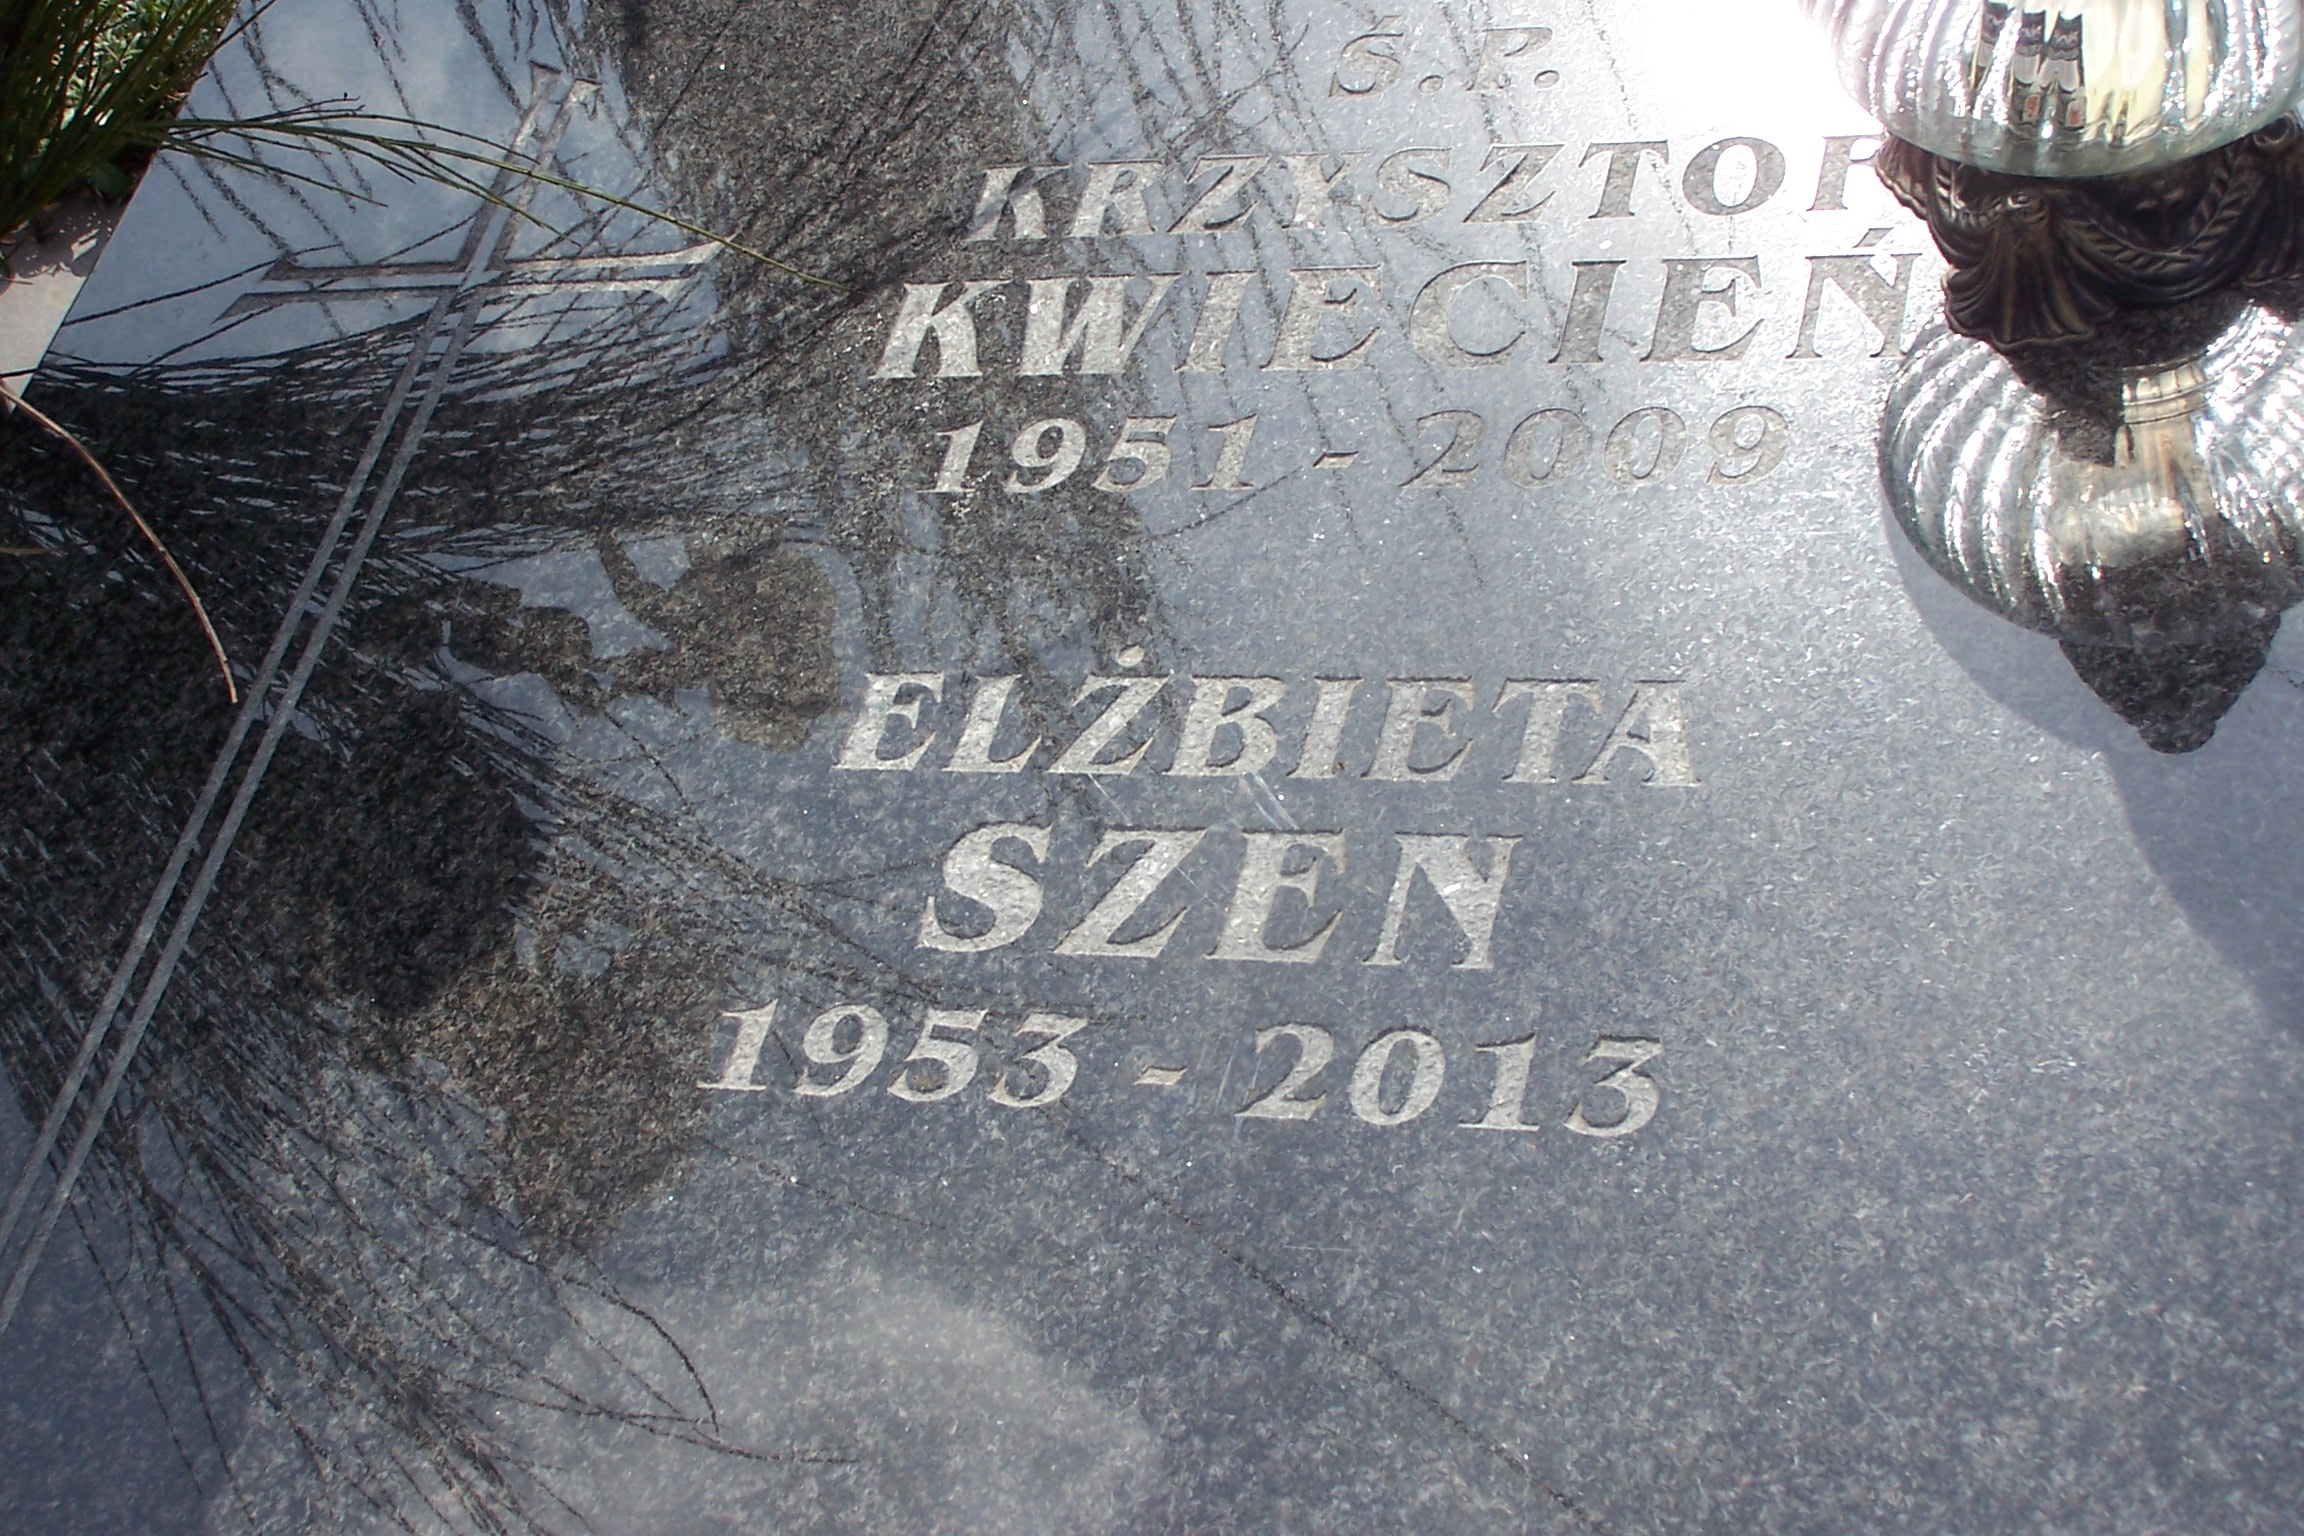 Ś.P.
KRZYSZTOF
KWIECIEŃ
1951 - 2009
ELŻBIETA
SZEN
1953 - 2013